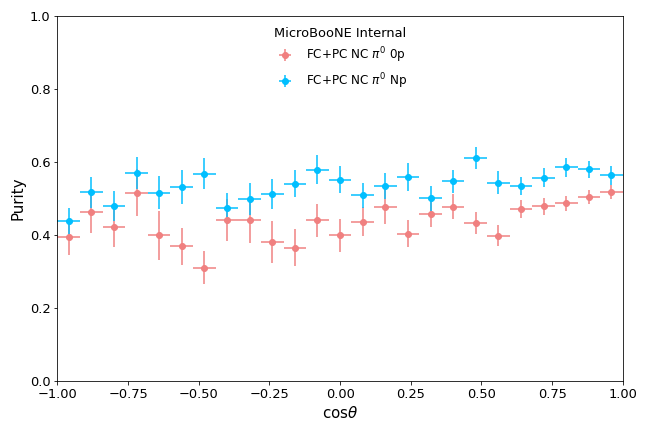 MicroBooNE Internal
FC+PC NC π⁰ 0p
FC+PC NC π⁰ Np
Purity
1.0
0.8
0.6
0.4
0.2
0.0
−1.00 −0.75 −0.50 −0.25 0.00 0.25 0.50 0.75 1.00
cosθ